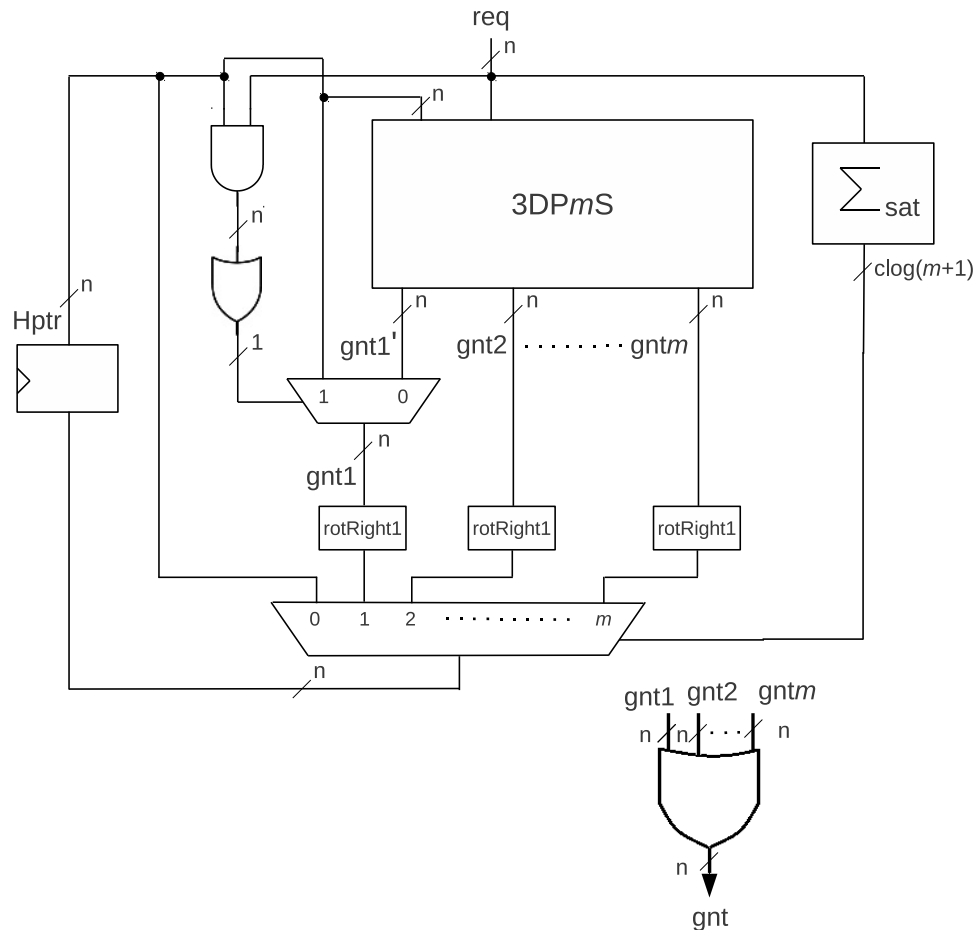 req
n
n
3DPmS
sat
clog(m+1)
n
n
Hptr
1
n
n
n
gnt1'
gnt2
gntm
1
0
n
gnt1
rotRight1
rotRight1
rotRight1
0
1
2
m
n
gnt1
gnt2
gntm
n
n
n
n
gnt